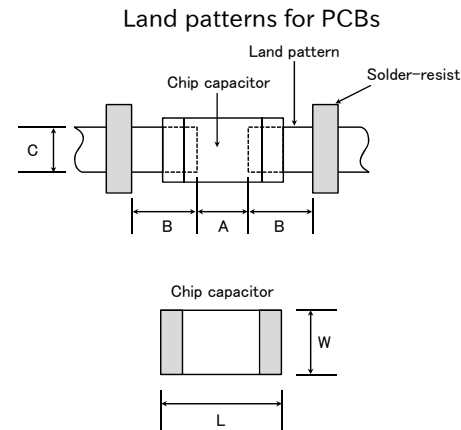 Land patterns for PCBs
Land pattern
Chip capacitor
Solder-resist
C
B
A
B
Chip capacitor
W
L